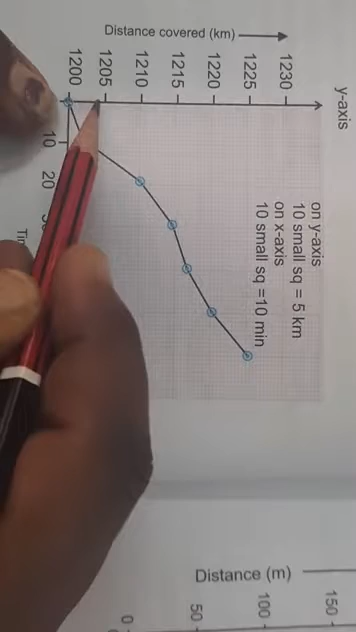 y-axis
on y-axis
10 small sq = 5 km
on x-axis
10 small sq =10 min
Distance covered (km)
1230
1225
1220
1215
1210
1205
1200
10
20
Distance (m)
150
100
50
0